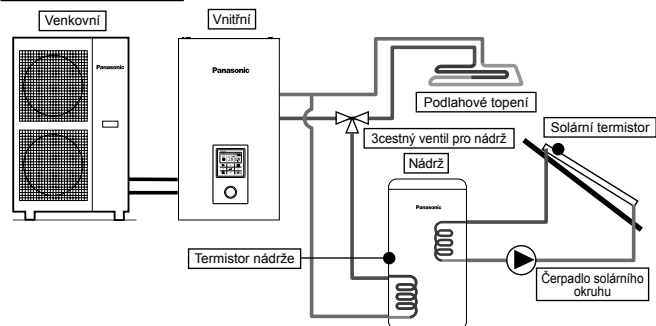 Venkovní
Vnitřní
Panasonic
Panasonic
Podlahové topení
3cestný ventil pro nádrž
Solární termistor
Nádrž
Panasonic
Termistor nádrže
Čerpadlo solárního
okruhu